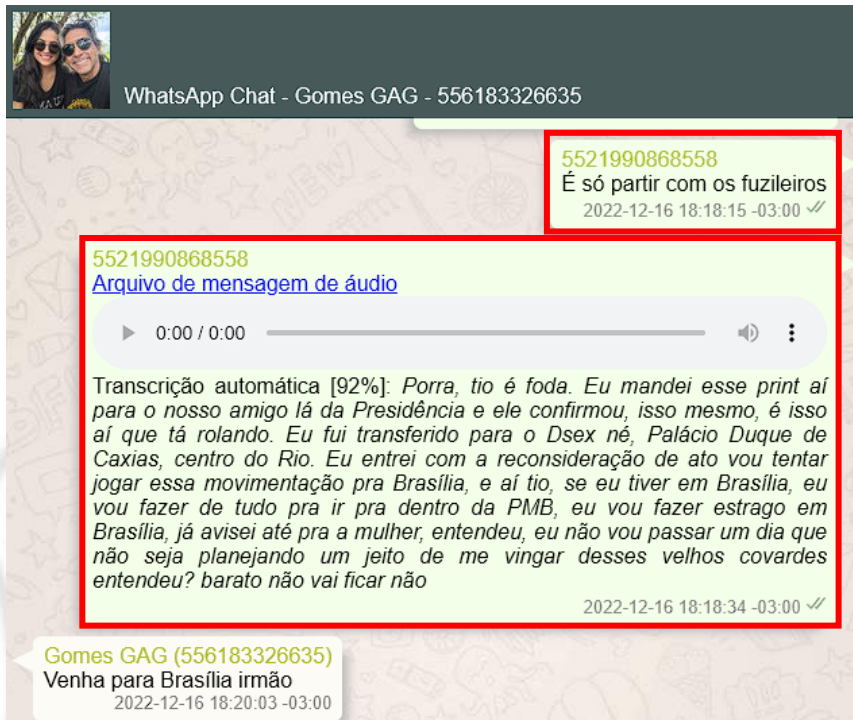 WhatsApp Chat - Gomes GAG - 556183326635
5521990868558
É só partir com os fuzileiros
2022-12-16 18:18:15 -03:00
5521990868558
Arquivo de mensagem de áudio
0:00 / 0:00
Transcrição automática [92%]: Porra, tio é foda. Eu mandei esse print aí
para o nosso amigo lá da Presidência e ele confirmou, isso mesmo, é isso
aí que tá rolando. Eu fui transferido para o Dsex né, Palácio Duque de
Caxias, centro do Rio. Eu entrei com a reconsideração de ato vou tentar
jogar essa movimentação pra Brasília, e aí tio, se eu tiver em Brasília, eu
vou fazer de tudo pra ir pra dentro da PMB, eu vou fazer estrago em
Brasília, já avisei até pra a mulher, entendeu, eu não vou passar um dia que
não seja planejando um jeito de me vingar desses velhos covardes
entendeu? barato não vai ficar não
2022-12-16 18:18:34 -03:00
Gomes GAG (556183326635)
Venha para Brasília irmão
2022-12-16 18:20:03 -03:00